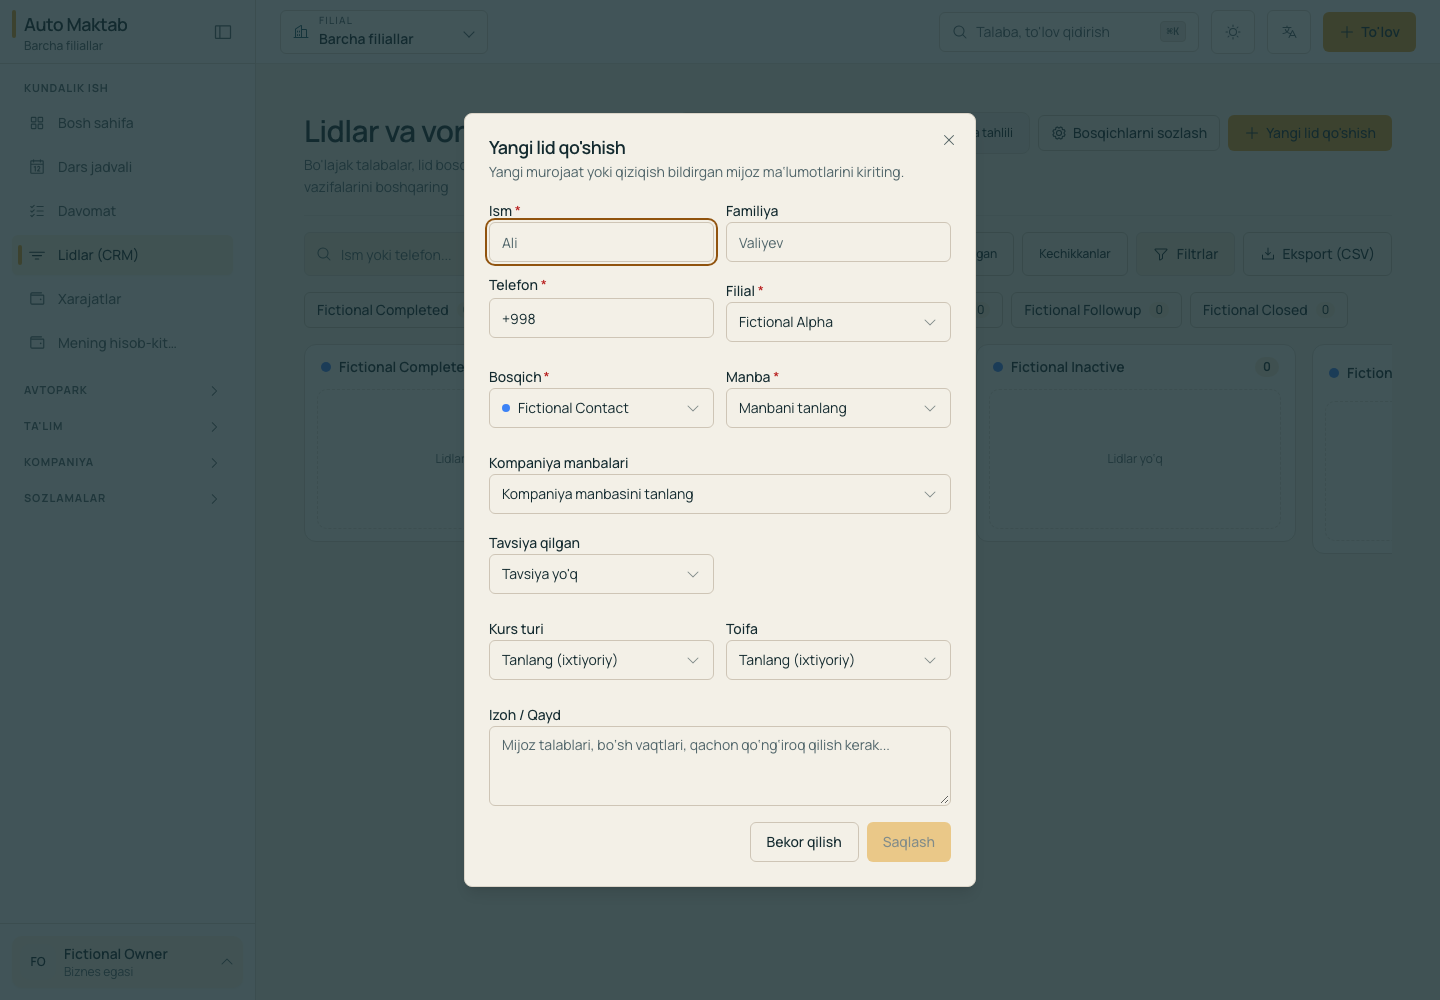 Auto Maktab
Barcha filiallar
FILIAL
Barcha filiallar
Talaba, to'lov qidirish
⌘K
To'lov
KUNDALIK ISH
Bosh sahifa
Dars jadvali
Davomat
Lidlar (CRM)
Xarajatlar
Mening hisob-kit...
AVTOPARK
TA'LIM
KOMPANIYA
SOZLAMALAR
FO
Fictional Owner
Biznes egasi
Lidlar va
tahlili
Bosqichlarni sozlash
Yangi lid qo'shish
Bo'lajak talabalar, lid
vazifalarini boshqaring
Ism yoki telefon...
Kechikkanlar
Filtrlar
Eksport (CSV)
Fictional Completed
0
Fictional Followup
0
Fictional Closed
0
Fictional Complete
Lidlar
Fictional Inactive
0
Lidlar yo'q
Fiction
Yangi lid qo'shish
Yangi murojaat yoki qiziqish bildirgan mijoz ma'lumotlarini kiriting.
Ism *
Ali
Familiya
Valiyev
Telefon *
+998
Filial *
Fictional Alpha
Bosqich *
Fictional Contact
Manba *
Manbani tanlang
Kompaniya manbalari
Kompaniya manbasini tanlang
Tavsiya qilgan
Tavsiya yo'q
Kurs turi
Tanlang (ixtiyoriy)
Toifa
Tanlang (ixtiyoriy)
Izoh / Qayd
Mijoz talablari, bo'sh vaqtlari, qachon qo'ng'iroq qilish kerak...
Bekor qilish
Saqlash